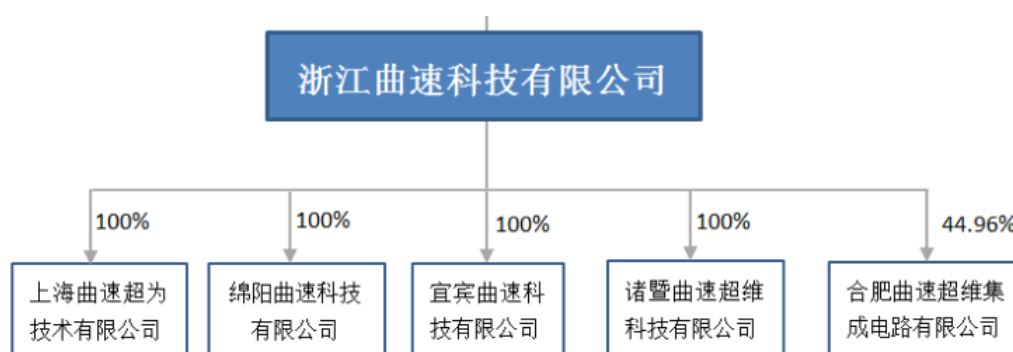 浙江曲速科技有限公司
100%
100%
100%
100%
44.96%
上海曲速超为
技术有限公司
绵阳曲速科技
有限公司
宜宾曲速科
技有限公司
诸暨曲速超维
科技有限公司
合肥曲速超维集
成电路有限公司